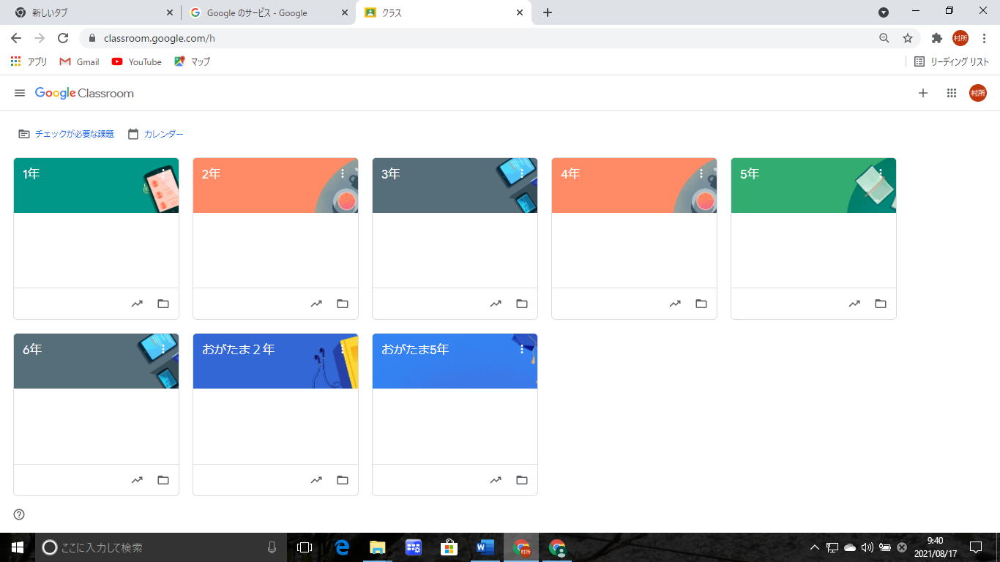 新しいタブ
Google のサービス - Google
クラス
classroom.google.com/h
村所
アプリ
Gmail
YouTube
マップ
リーディング リスト
Google Classroom
村所
チェックが必要な課題
カレンダー
1年
2年
3年
4年
5年
6年
おがたま２年
おがたま5年
ここに入力して検索
村所
9:40
2021/08/17